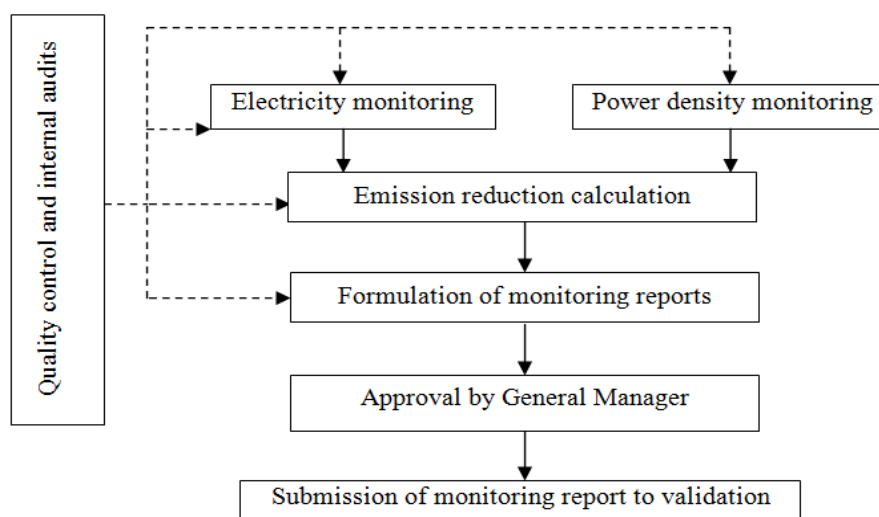 Quality control and internal audits
Electricity monitoring
Power density monitoring
Emission reduction calculation
Formulation of monitoring reports
Approval by General Manager
Submission of monitoring report to validation